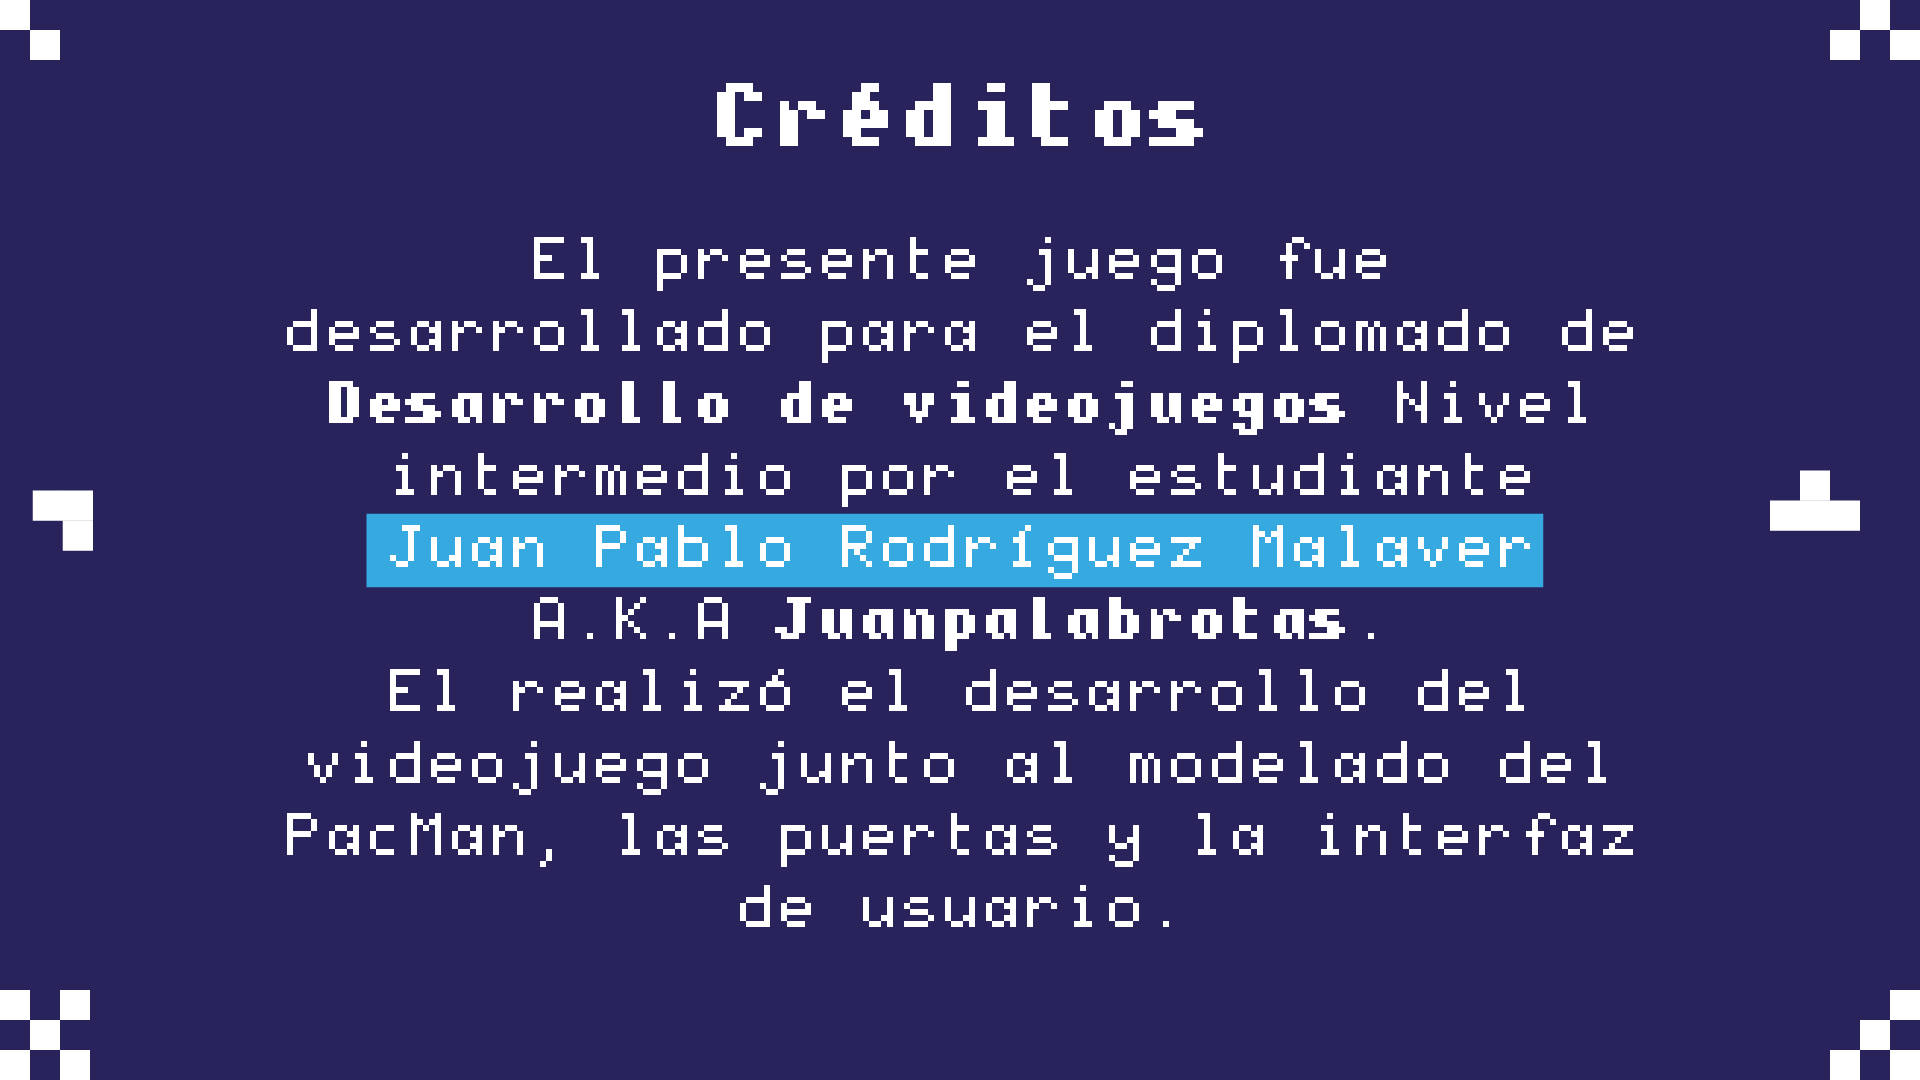 Créditos
El presente juego fue
desarrollado para el diplomado de
Desarrollo de videojuegos Nivel
intermedio por el estudiante
Juan Pablo Rodríguez Malaver
A.K.A Juanpalabrotas.
El realizó el desarrollo del
videojuego junto al modelado del
PacMan, las puertas y la interfaz
de usuario.